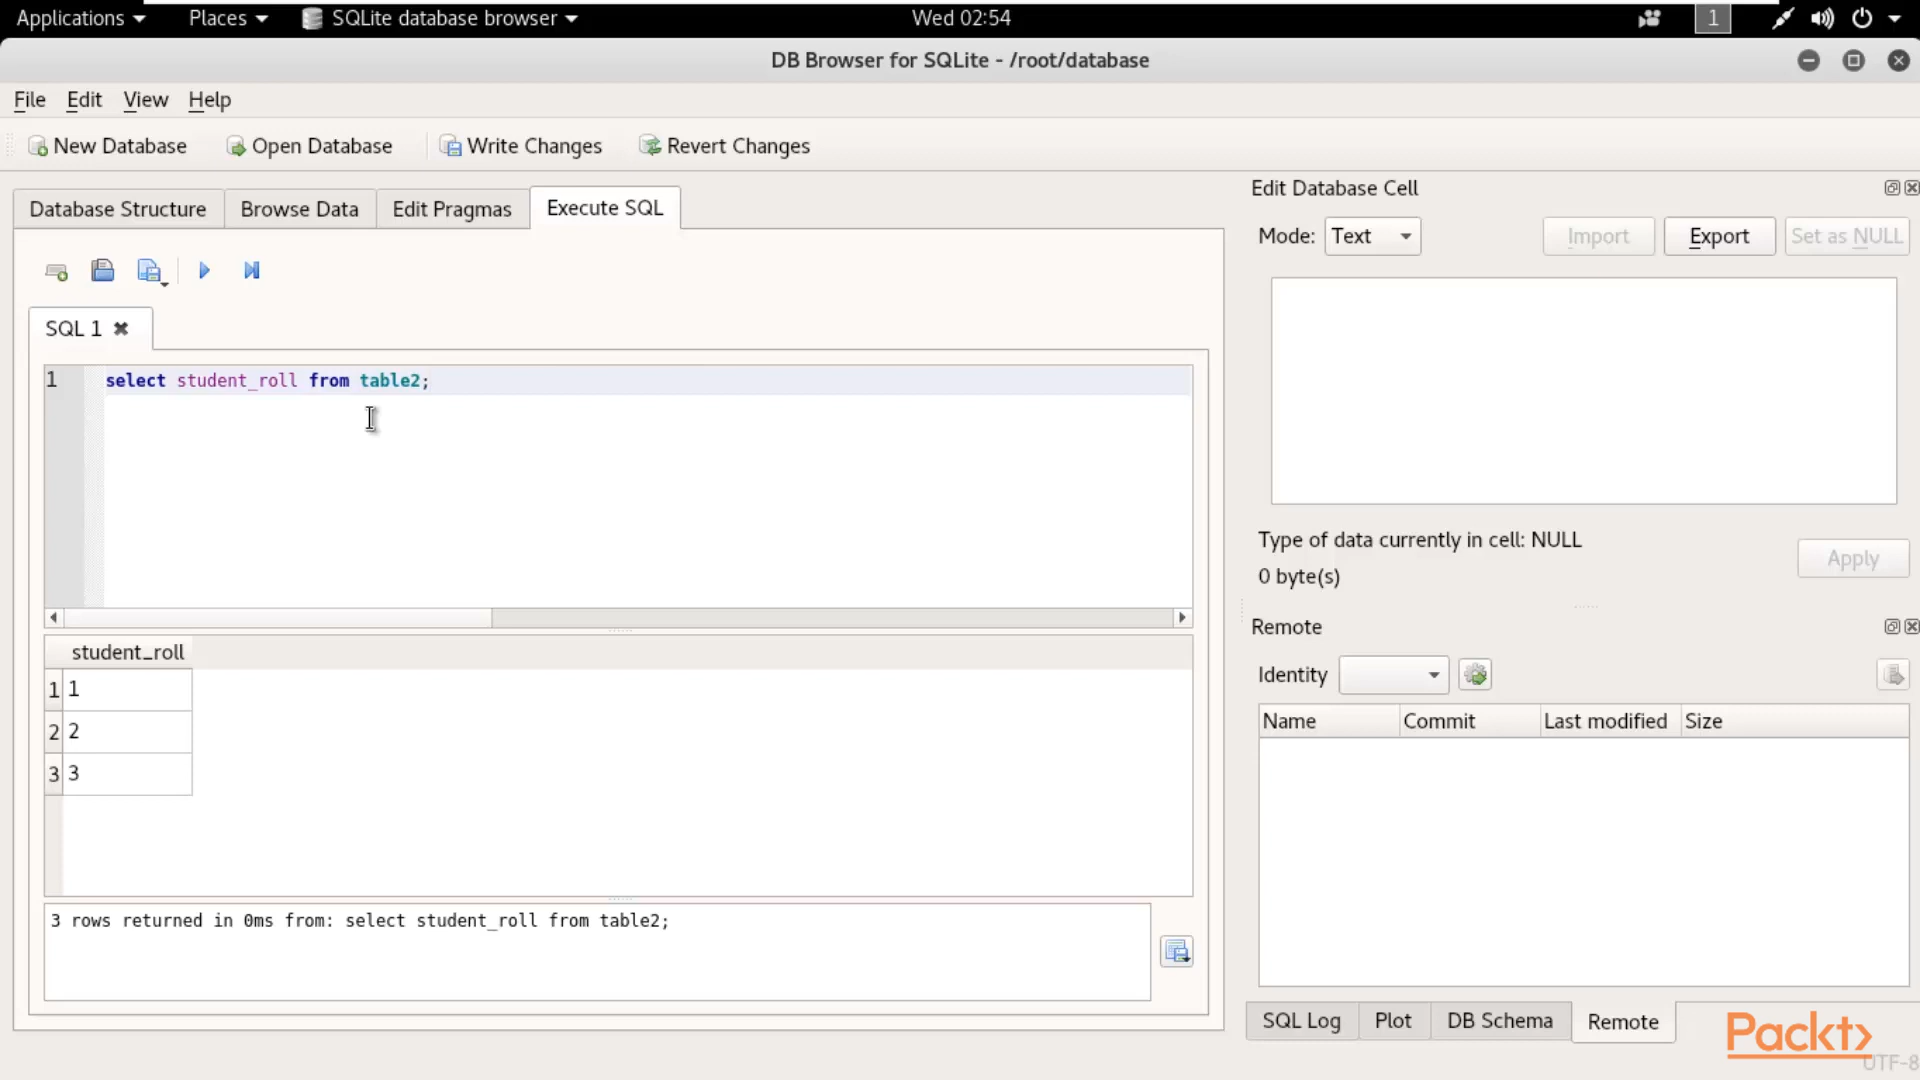 Applications Places SQLite database browser Wed 02:54 1
DB Browser for SQLite - /root/database
File Edit View Help
New Database Open Database Write Changes Revert Changes
Database Structure Browse Data Edit Pragmas Execute SQL
SQL 1
1 select student_roll from table2;
student_roll
1 1
2 2
3 3
3 rows returned in 0ms from: select student_roll from table2;
Edit Database Cell
Mode: Text Import Export Set as NULL
Type of data currently in cell: NULL
0 byte(s)
Apply
Remote
Identity
Name Commit Last modified Size
SQL Log Plot DB Schema Remote
Packt>
UTF-8